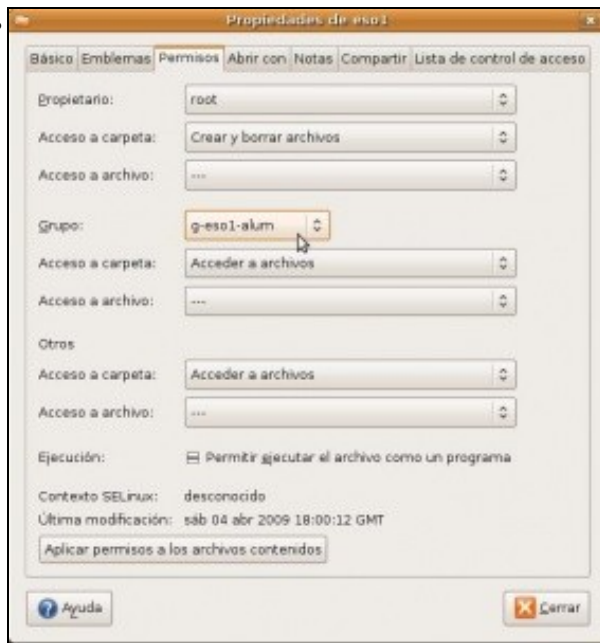 Propiedades de eso1
Básico Emblemas Permisos Abrir con Notas Compartir Lista de control de acceso
Propietario: root
Acceso a carpeta: Crear y borrar archivos
Acceso a archivo: ---
Grupo: g-eso1-alum
Acceso a carpeta: Acceder a archivos
Acceso a archivo: ---
Otros
Acceso a carpeta: Acceder a archivos
Acceso a archivo: ---
Ejecución: Permitir ejecutar el archivo como un programa
Contexto SELinux: desconocido
Última modificación: sáb 04 abr 2009 18:00:12 GMT
Aplicar permisos a los archivos contenidos
Ayuda Cerrar